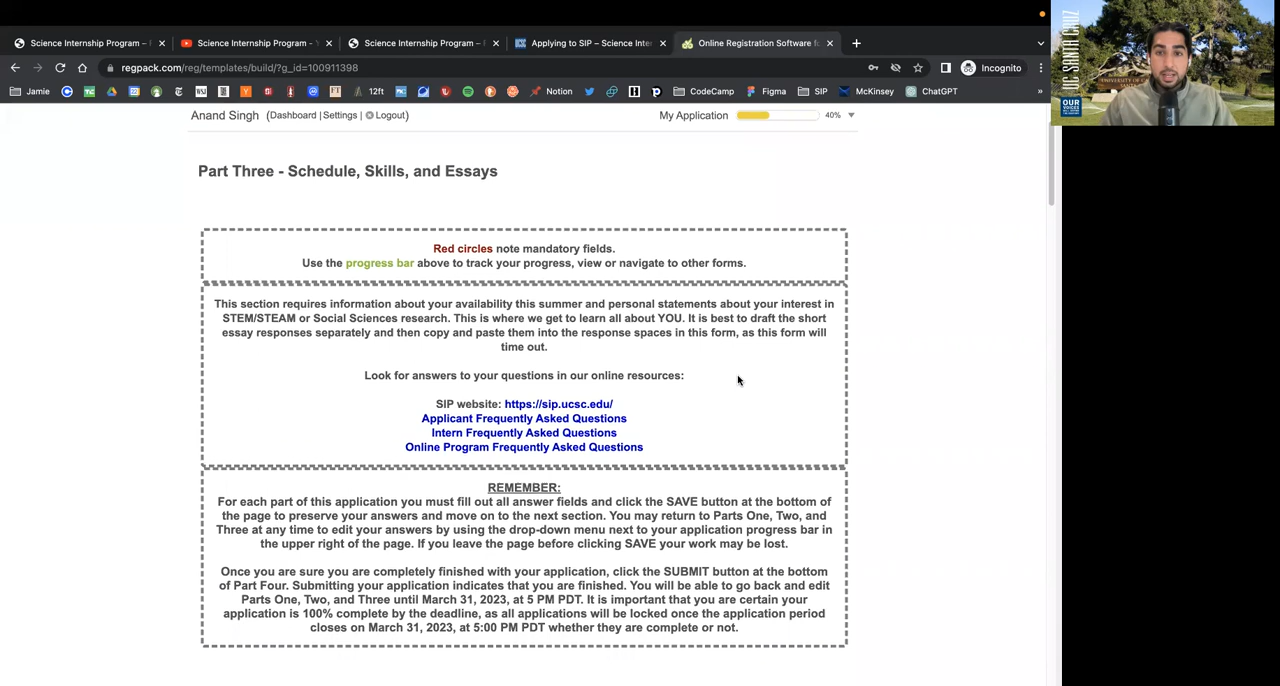 Science Internship Program –
Science Internship Program -
Science Internship Program –
Applying to SIP – Science Inter
Online Registration Software fo
regpack.com/reg/templates/build/?g_id=100911398
Incognito
Jamie
12ft
Notion
CodeCamp
Figma
SIP
McKinsey
ChatGPT
»
UC SANTA CRUZ
OUR
VOICES
Anand Singh (Dashboard | Settings | Logout)
My Application
40%
Part Three - Schedule, Skills, and Essays
Red circles note mandatory fields.
Use the progress bar above to track your progress, view or navigate to other forms.
This section requires information about your availability this summer and personal statements about your interest in
STEM/STEAM or Social Sciences research. This is where we get to learn all about YOU. It is best to draft the short
essay responses separately and then copy and paste them into the response spaces in this form, as this form will
time out.
Look for answers to your questions in our online resources:
SIP website: https://sip.ucsc.edu/
Applicant Frequently Asked Questions
Intern Frequently Asked Questions
Online Program Frequently Asked Questions
REMEMBER:
For each part of this application you must fill out all answer fields and click the SAVE button at the bottom of
the page to preserve your answers and move on to the next section. You may return to Parts One, Two, and
Three at any time to edit your answers by using the drop-down menu next to your application progress bar in
the upper right of the page. If you leave the page before clicking SAVE your work may be lost.
Once you are sure you are completely finished with your application, click the SUBMIT button at the bottom
of Part Four. Submitting your application indicates that you are finished. You will be able to go back and edit
Parts One, Two, and Three until March 31, 2023, at 5 PM PDT. It is important that you are certain your
application is 100% complete by the deadline, as all applications will be locked once the application period
closes on March 31, 2023, at 5:00 PM PDT whether they are complete or not.